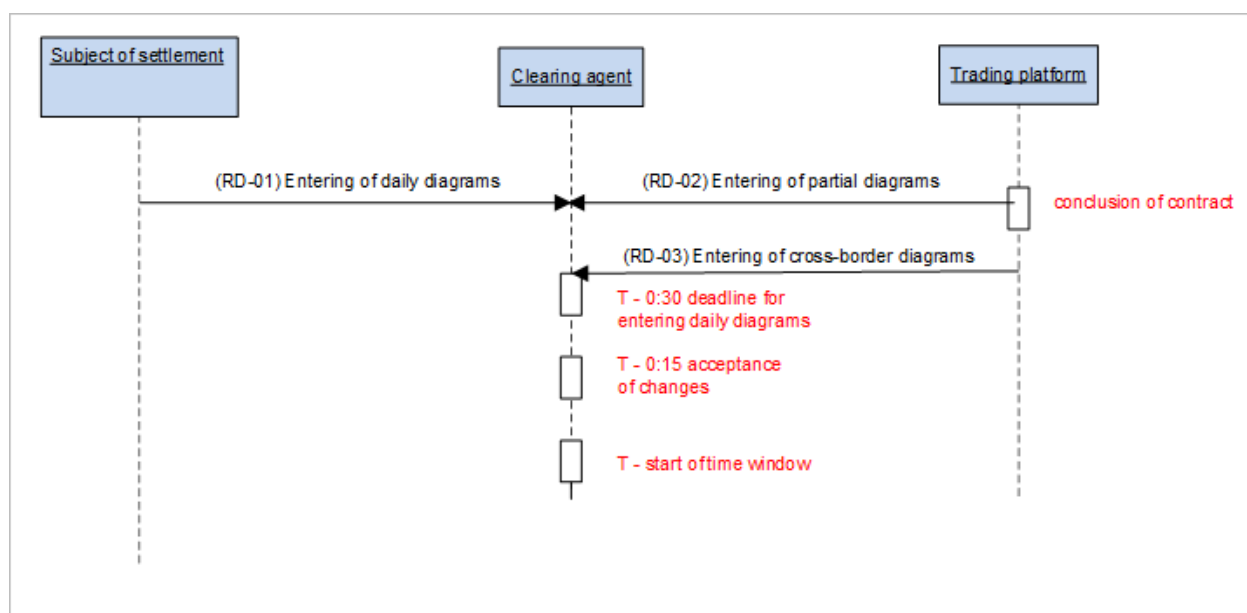 Subject of settlement
Clearing agent
Trading platform
(RD-01) Entering of daily diagrams
(RD-02) Entering of partial diagrams
conclusion of contract
(RD-03) Entering of cross-border diagrams
T - 0:30 deadline for
entering daily diagrams
T - 0:15 acceptance
of changes
T - start of time window